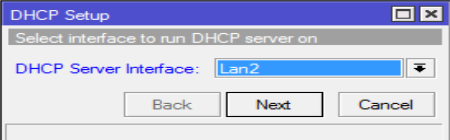 DHCP Setup
Select interface to run DHCP server on
DHCP Server Interface: Lan2
Back Next Cancel